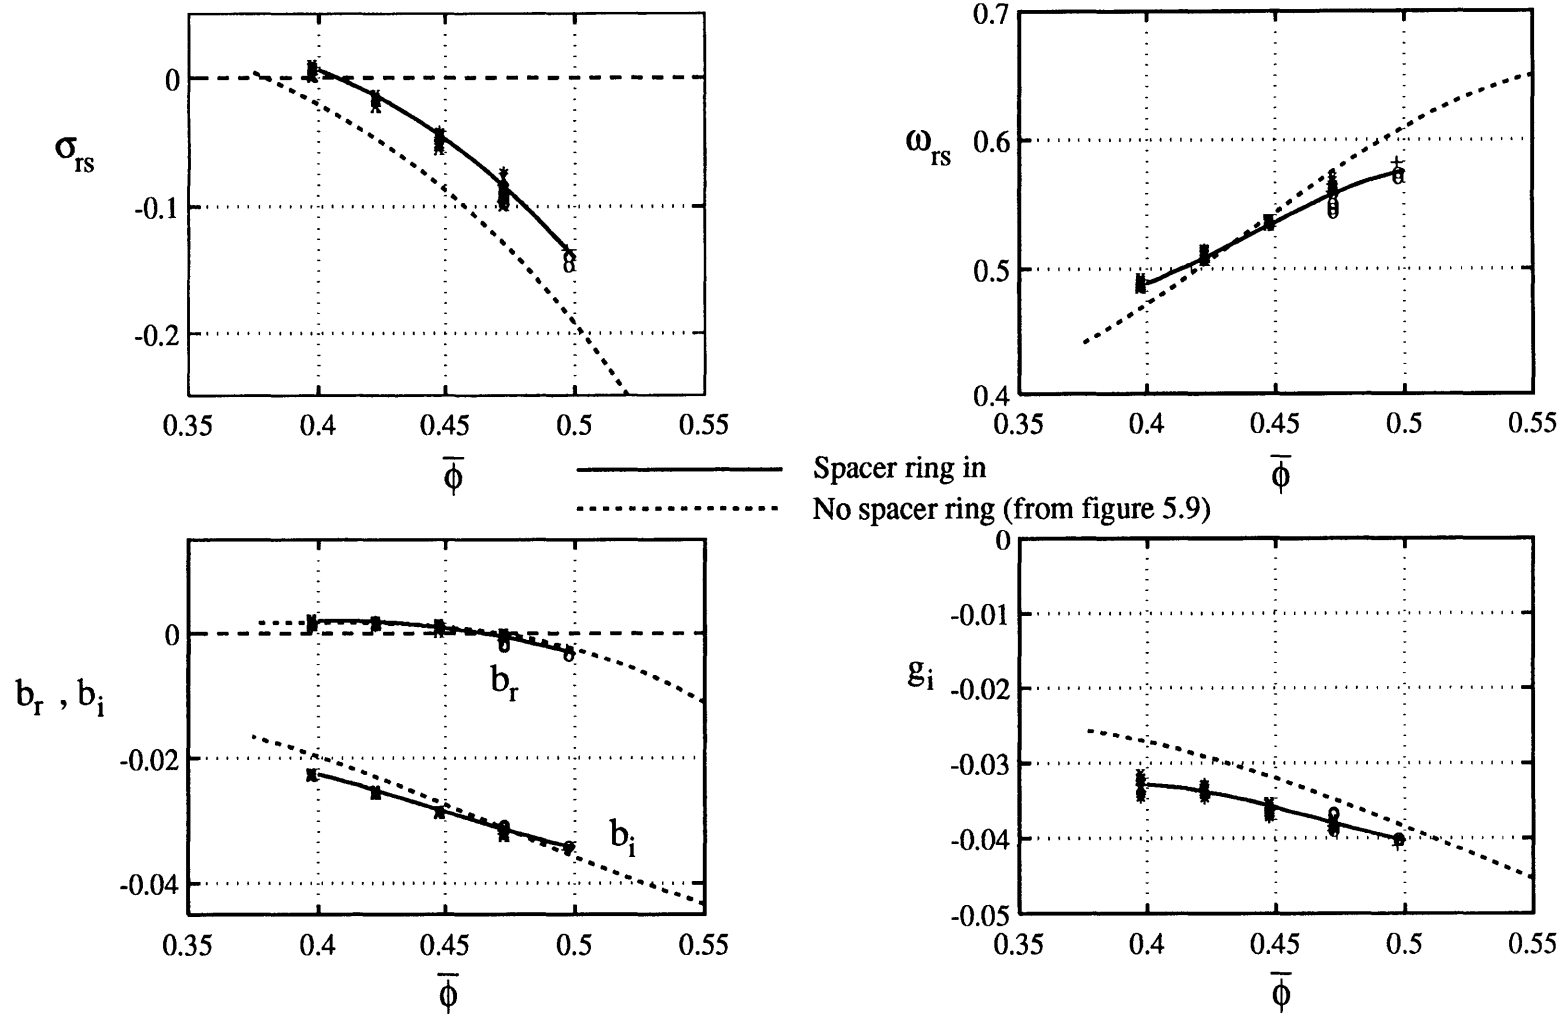 0
-0.1
-0.2
σrs
0.35 0.4 0.45 0.5 0.55
ϕ̄
0.7
0.6
0.5
0.4
ωrs
0.35 0.4 0.45 0.5 0.55
ϕ̄
Spacer ring in
No spacer ring (from figure 5.9)
0
-0.02
-0.04
br , bi
br
bi
0.35 0.4 0.45 0.5 0.55
ϕ̄
0
-0.01
-0.02
-0.03
-0.04
-0.05
gi
0.35 0.4 0.45 0.5 0.55
ϕ̄